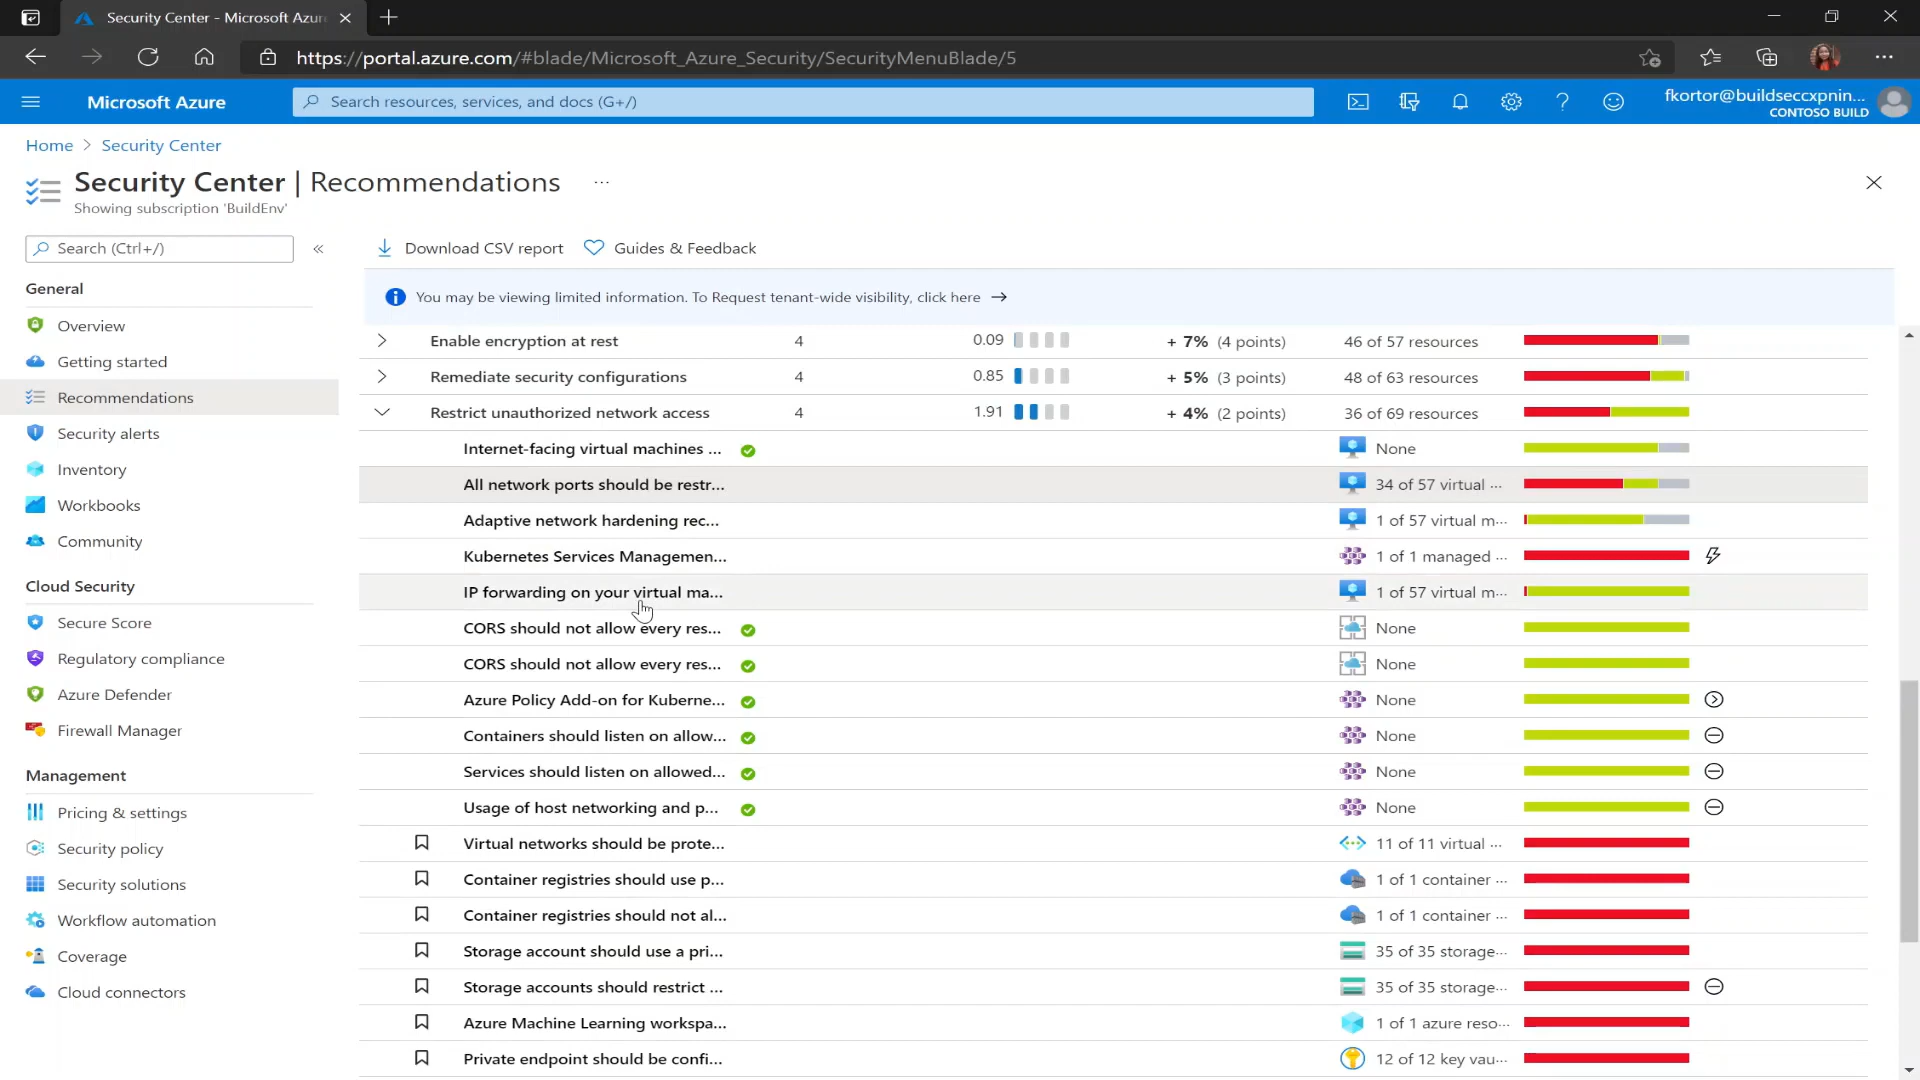 Security Center - Microsoft Azur
https://portal.azure.com/#blade/Microsoft_Azure_Security/SecurityMenuBlade/5
Microsoft Azure
Search resources, services, and docs (G+/)
fkortor@buildseccxpnin...
CONTOSO BUILD
Home > Security Center
Security Center | Recommendations ...
Showing subscription 'BuildEnv'
Search (Ctrl+/)
«
Download CSV report
Guides & Feedback
You may be viewing limited information. To Request tenant-wide visibility, click here →
General
Overview
Getting started
Recommendations
Security alerts
Inventory
Workbooks
Community
Cloud Security
Secure Score
Regulatory compliance
Azure Defender
Firewall Manager
Management
Pricing & settings
Security policy
Security solutions
Workflow automation
Coverage
Cloud connectors
Enable encryption at rest 4 0.09 + 7% (4 points) 46 of 57 resources
Remediate security configurations 4 0.85 + 5% (3 points) 48 of 63 resources
Restrict unauthorized network access 4 1.91 + 4% (2 points) 36 of 69 resources
Internet-facing virtual machines ... None
All network ports should be restr... 34 of 57 virtual ...
Adaptive network hardening rec... 1 of 57 virtual m...
Kubernetes Services Managemen... 1 of 1 managed ...
IP forwarding on your virtual ma... 1 of 57 virtual m...
CORS should not allow every res... None
CORS should not allow every res... None
Azure Policy Add-on for Kuberne... None
Containers should listen on allow... None
Services should listen on allowed... None
Usage of host networking and p... None
Virtual networks should be prote... 11 of 11 virtual ...
Container registries should use p... 1 of 1 container ...
Container registries should not al... 1 of 1 container ...
Storage account should use a pri... 35 of 35 storage...
Storage accounts should restrict ... 35 of 35 storage...
Azure Machine Learning workspa... 1 of 1 azure reso...
Private endpoint should be confi... 12 of 12 key vau...